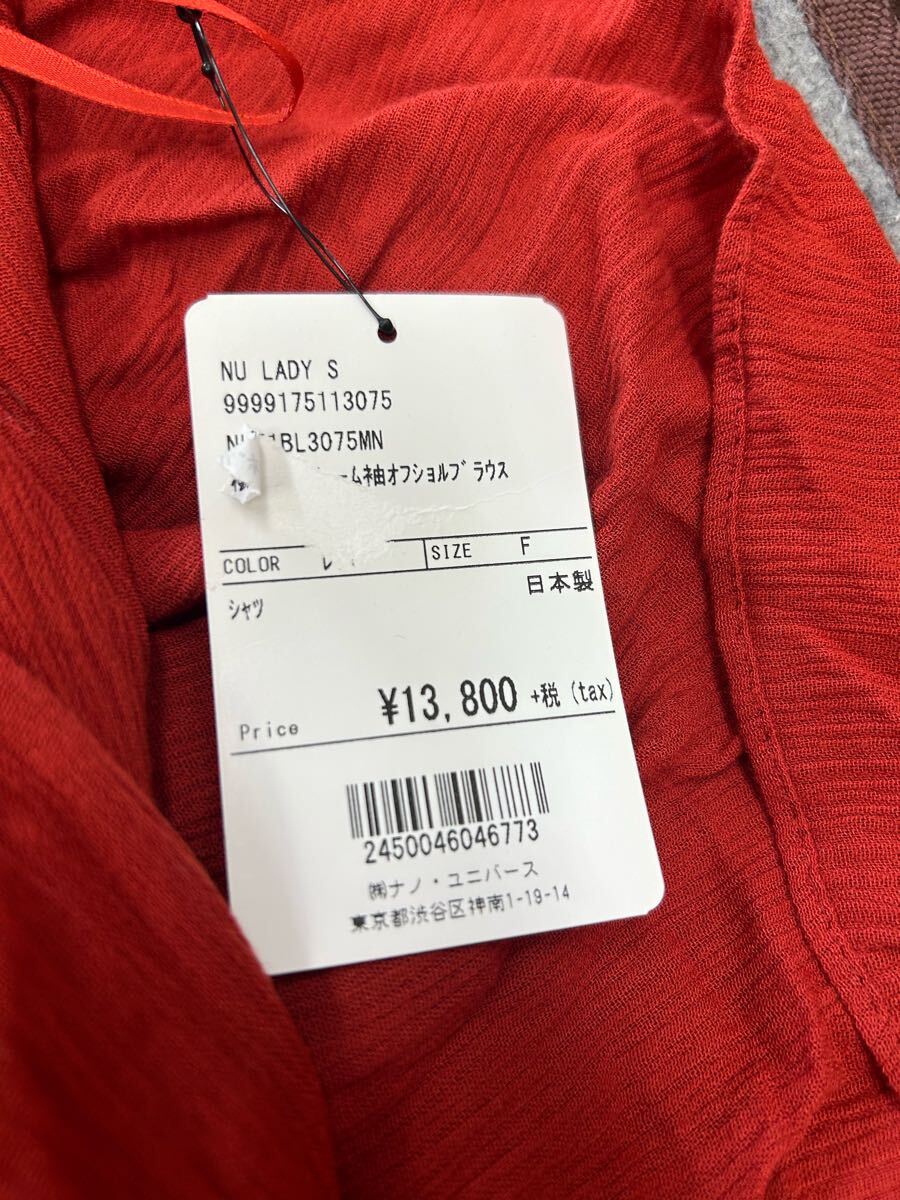 NU LADY S
9999175113075
BL3075MN
ーム袖オフショルブラウス
COLOR SIZE F
シャツ 日本製
Price ¥13,800 +税 (tax)
2450046046773
㈱ナノ・ユニバース
東京都渋谷区神南1-19-14